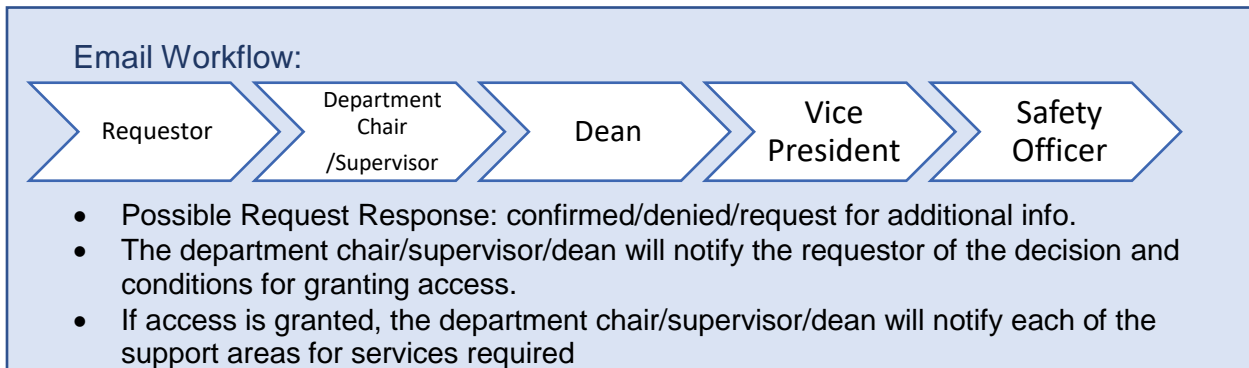 Email Workflow:
Requestor
Department
Chair
/Supervisor
Dean
Vice
President
Safety
Officer
• Possible Request Response: confirmed/denied/request for additional info.
• The department chair/supervisor/dean will notify the requestor of the decision and
conditions for granting access.
• If access is granted, the department chair/supervisor/dean will notify each of the
support areas for services required